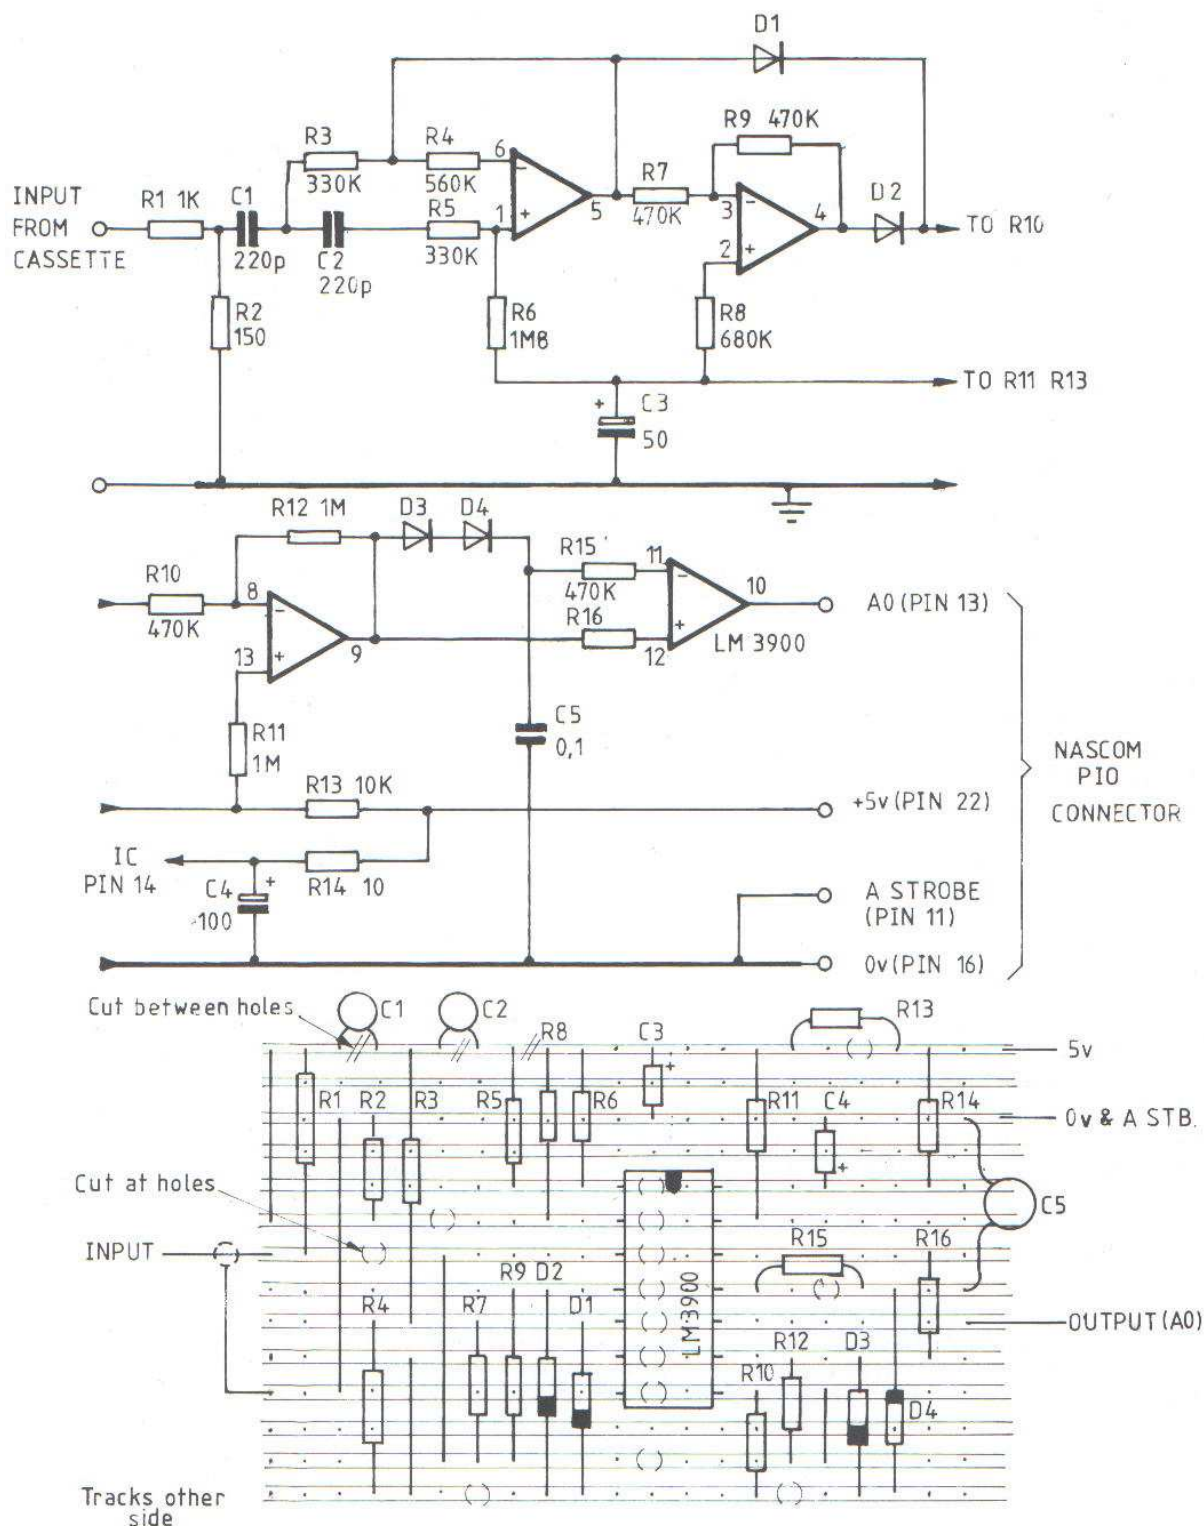 D1
R3
330K
R4
560K
6
−
R9 470K
INPUT
FROM
CASSETTE
R1 1K
C1
220p
C2
220p
R5
330K
1
+
5
R7
470K
3
−
4
2
+
D2
TO R10
R2
150
R6
1M8
R8
680K
TO R11 R13
+
C3
50
R12 1M
D3
D4
R10
470K
8
−
13
+
9
R15
470K
R16
11
−
12
+
10
LM 3900
A0 (PIN 13)
R11
1M
C5
0,1
NASCOM
PIO
CONNECTOR
R13 10K
+5v (PIN 22)
IC
PIN 14
R14 10
C4
+
100
A STROBE
(PIN 11)
0v (PIN 16)
Cut between holes
C1
C2
R8
C3
+
R13
5v
R1
R2
R3
R5
R6
R11
C4
+
R14
0v & A STB.
Cut at holes
C5
INPUT
R15
R16
R4
R7
R9
D2
D1
LM 3900
OUTPUT (A0)
R10
R12
D3
D4
Tracks other
side